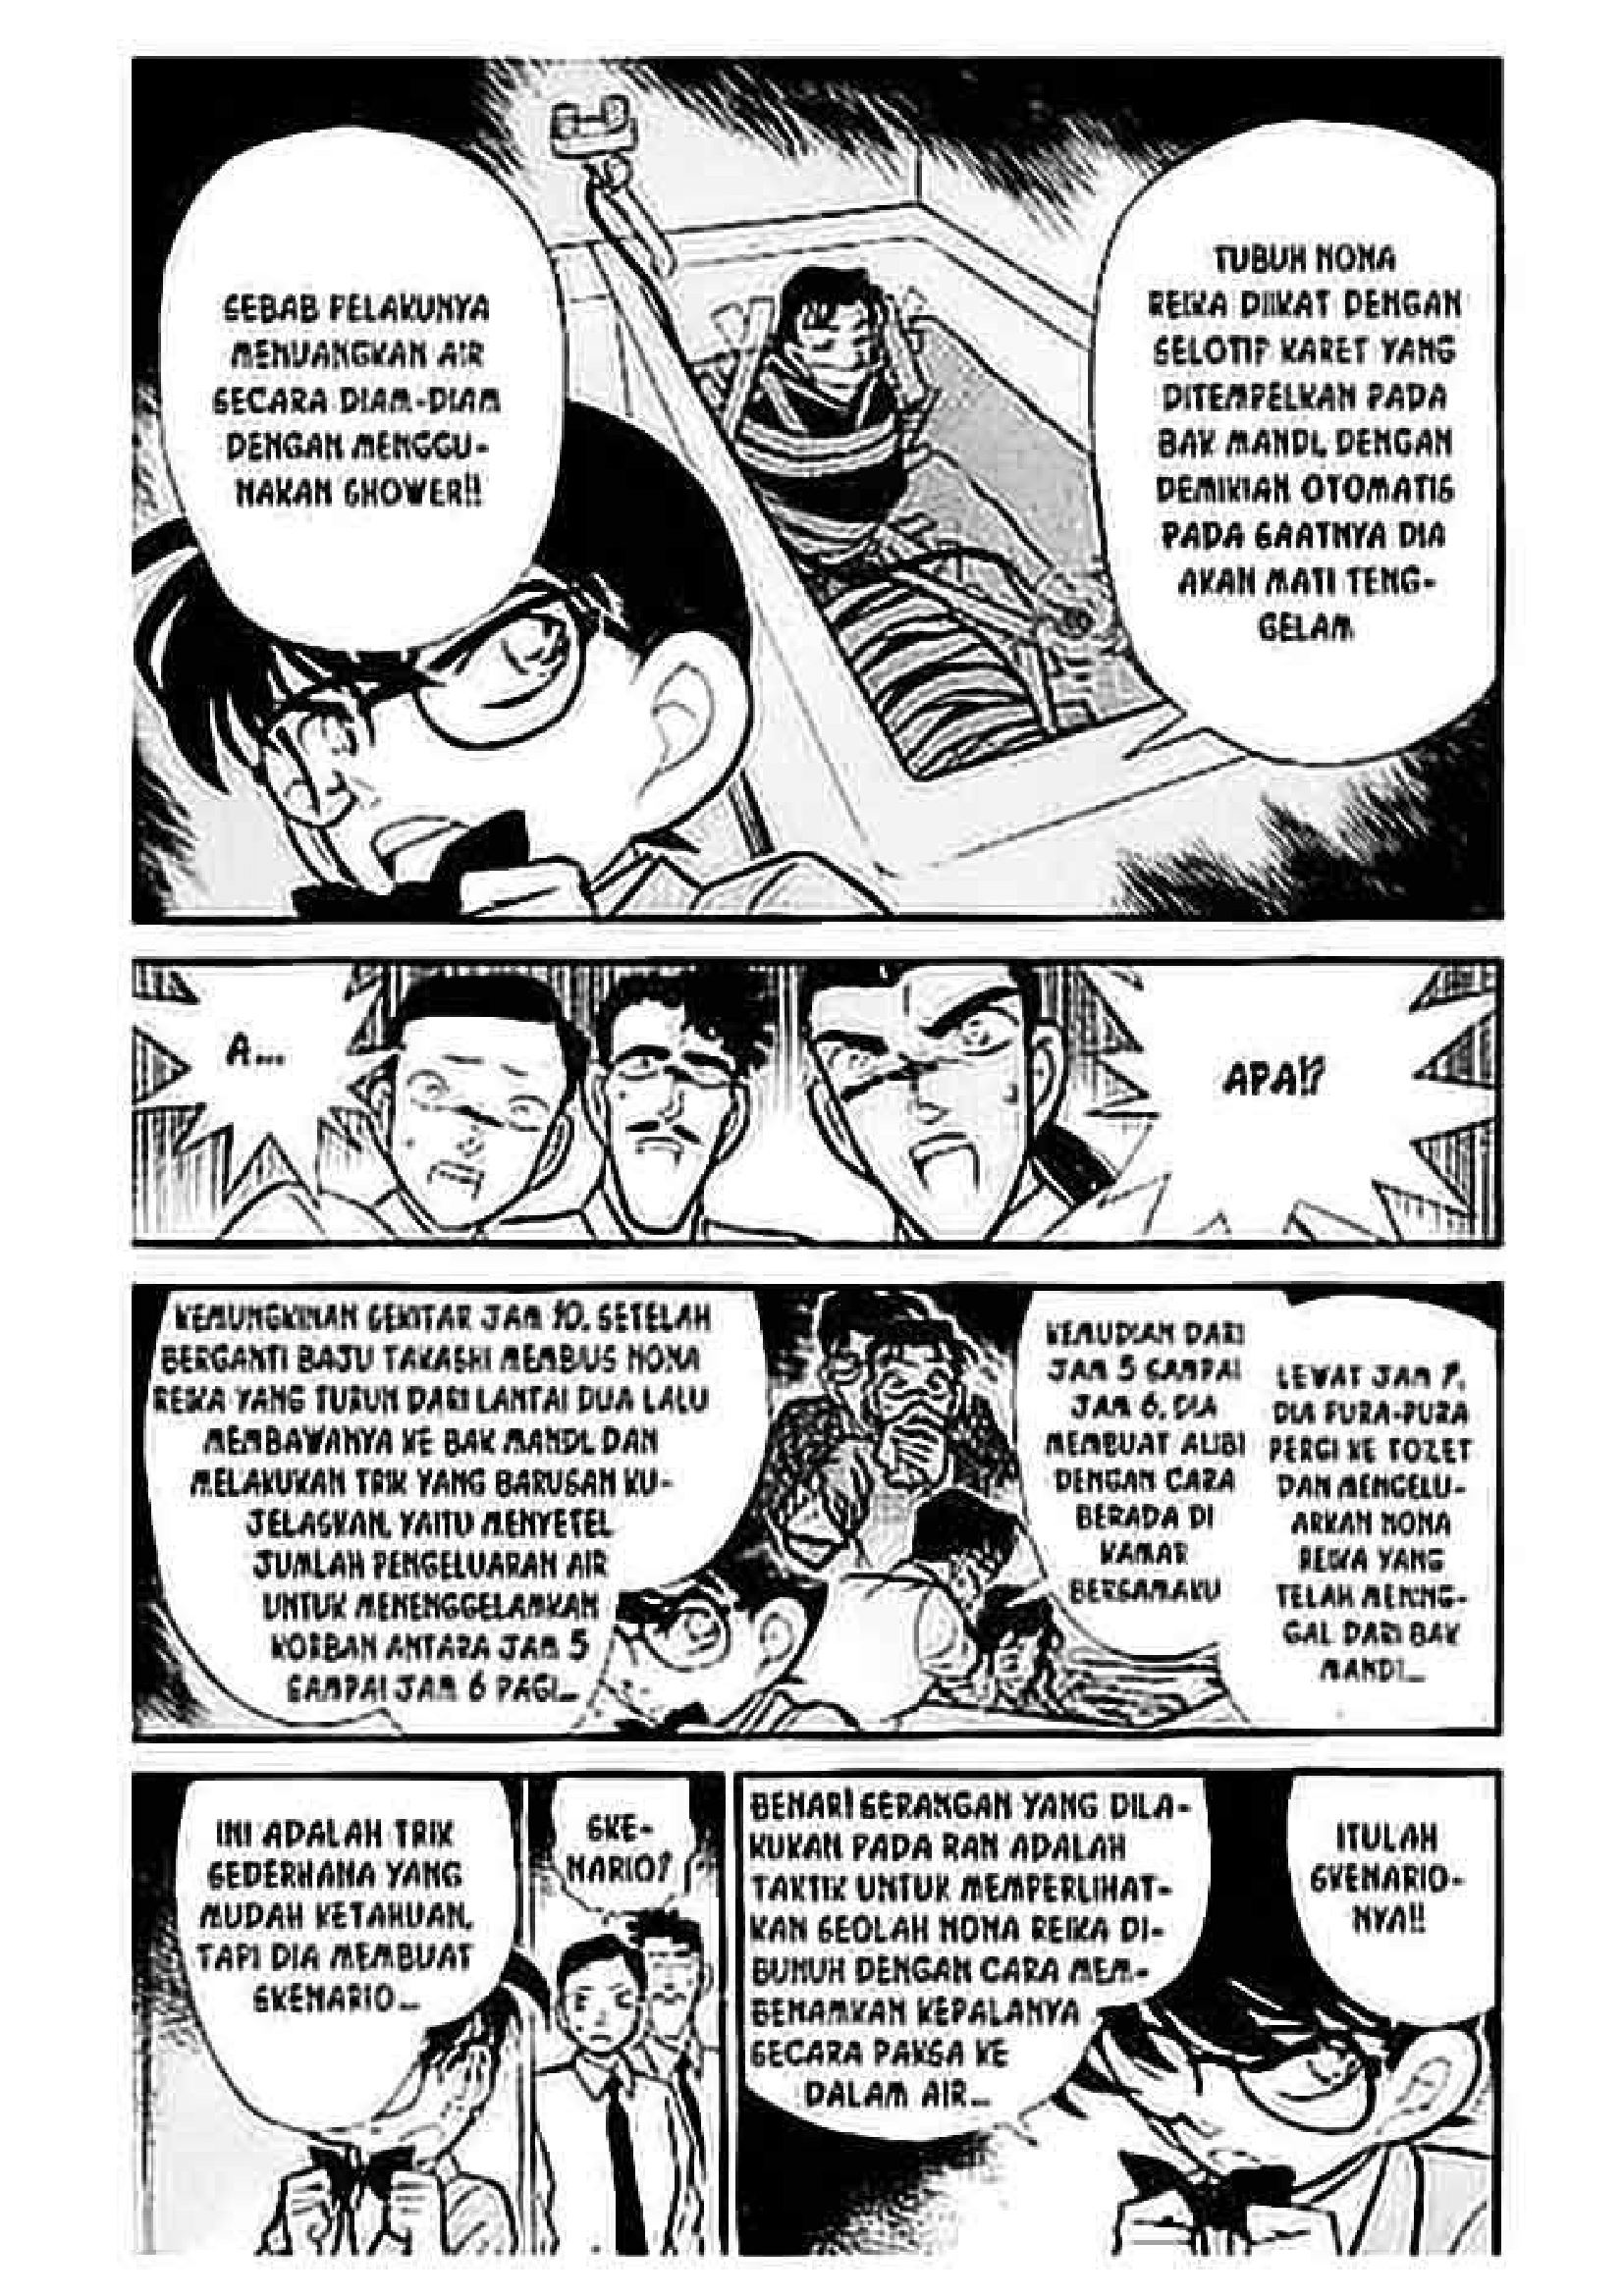 SEBAB PELAKUNYA
MENUANGKAN AIR
SECARA DIAM-DIAM
DENGAN MENGGU-
NAKAN SHOWER!!
TUBUH NONA
REIKA DIIKAT DENGAN
SELOTIP KARET YANG
DITEMPELKAN PADA
BAK MANDI, DENGAN
DEMIKIAN OTOMATIS
PADA SAATNYA DIA
AKAN MATI TENG-
GELAM
A...
APA!?
KEMUNGKINAN SEKITAR JAM 10, SETELAH
BERGANTI BAJU TAKASHI MEMBIUS NONA
REIKA YANG TURUN DARI LANTAI DUA LALU
MEMBAWANYA KE BAK MANDI, DAN
MELAKUKAN TRIK YANG BARUSAN KU-
JELASKAN, YAITU MENYETEL
JUMLAH PENGELUARAN AIR
UNTUK MENENGGELAMKAN
KORBAN ANTARA JAM 5
SAMPAI JAM 6 PAGI...
KEMUDIAN DARI
JAM 5 SAMPAI
JAM 6, DIA
MEMBUAT ALIBI
DENGAN CARA
BERADA DI
KAMAR
BERSAMAKU
LEWAT JAM 7,
DIA PURA-PURA
PERGI KE TOILET
DAN MENGELU-
ARKAN NONA
REIKA YANG
TELAH MENING-
GAL DARI BAK
MANDI...
INI ADALAH TRIK
SEDERHANA YANG
MUDAH KETAHUAN,
TAPI DIA MEMBUAT
SKENARIO...
SKE-
NARIO?
BENAR! SERANGAN YANG DILA-
KUKAN PADA RAN ADALAH
TAKTIK UNTUK MEMPERLIHAT-
KAN SEOLAH NONA REIKA DI-
BUNUH DENGAN CARA MEM-
BENAMKAN KEPALANYA
SECARA PAKSA KE
DALAM AIR...
ITULAH
SKENARIO-
NYA!!